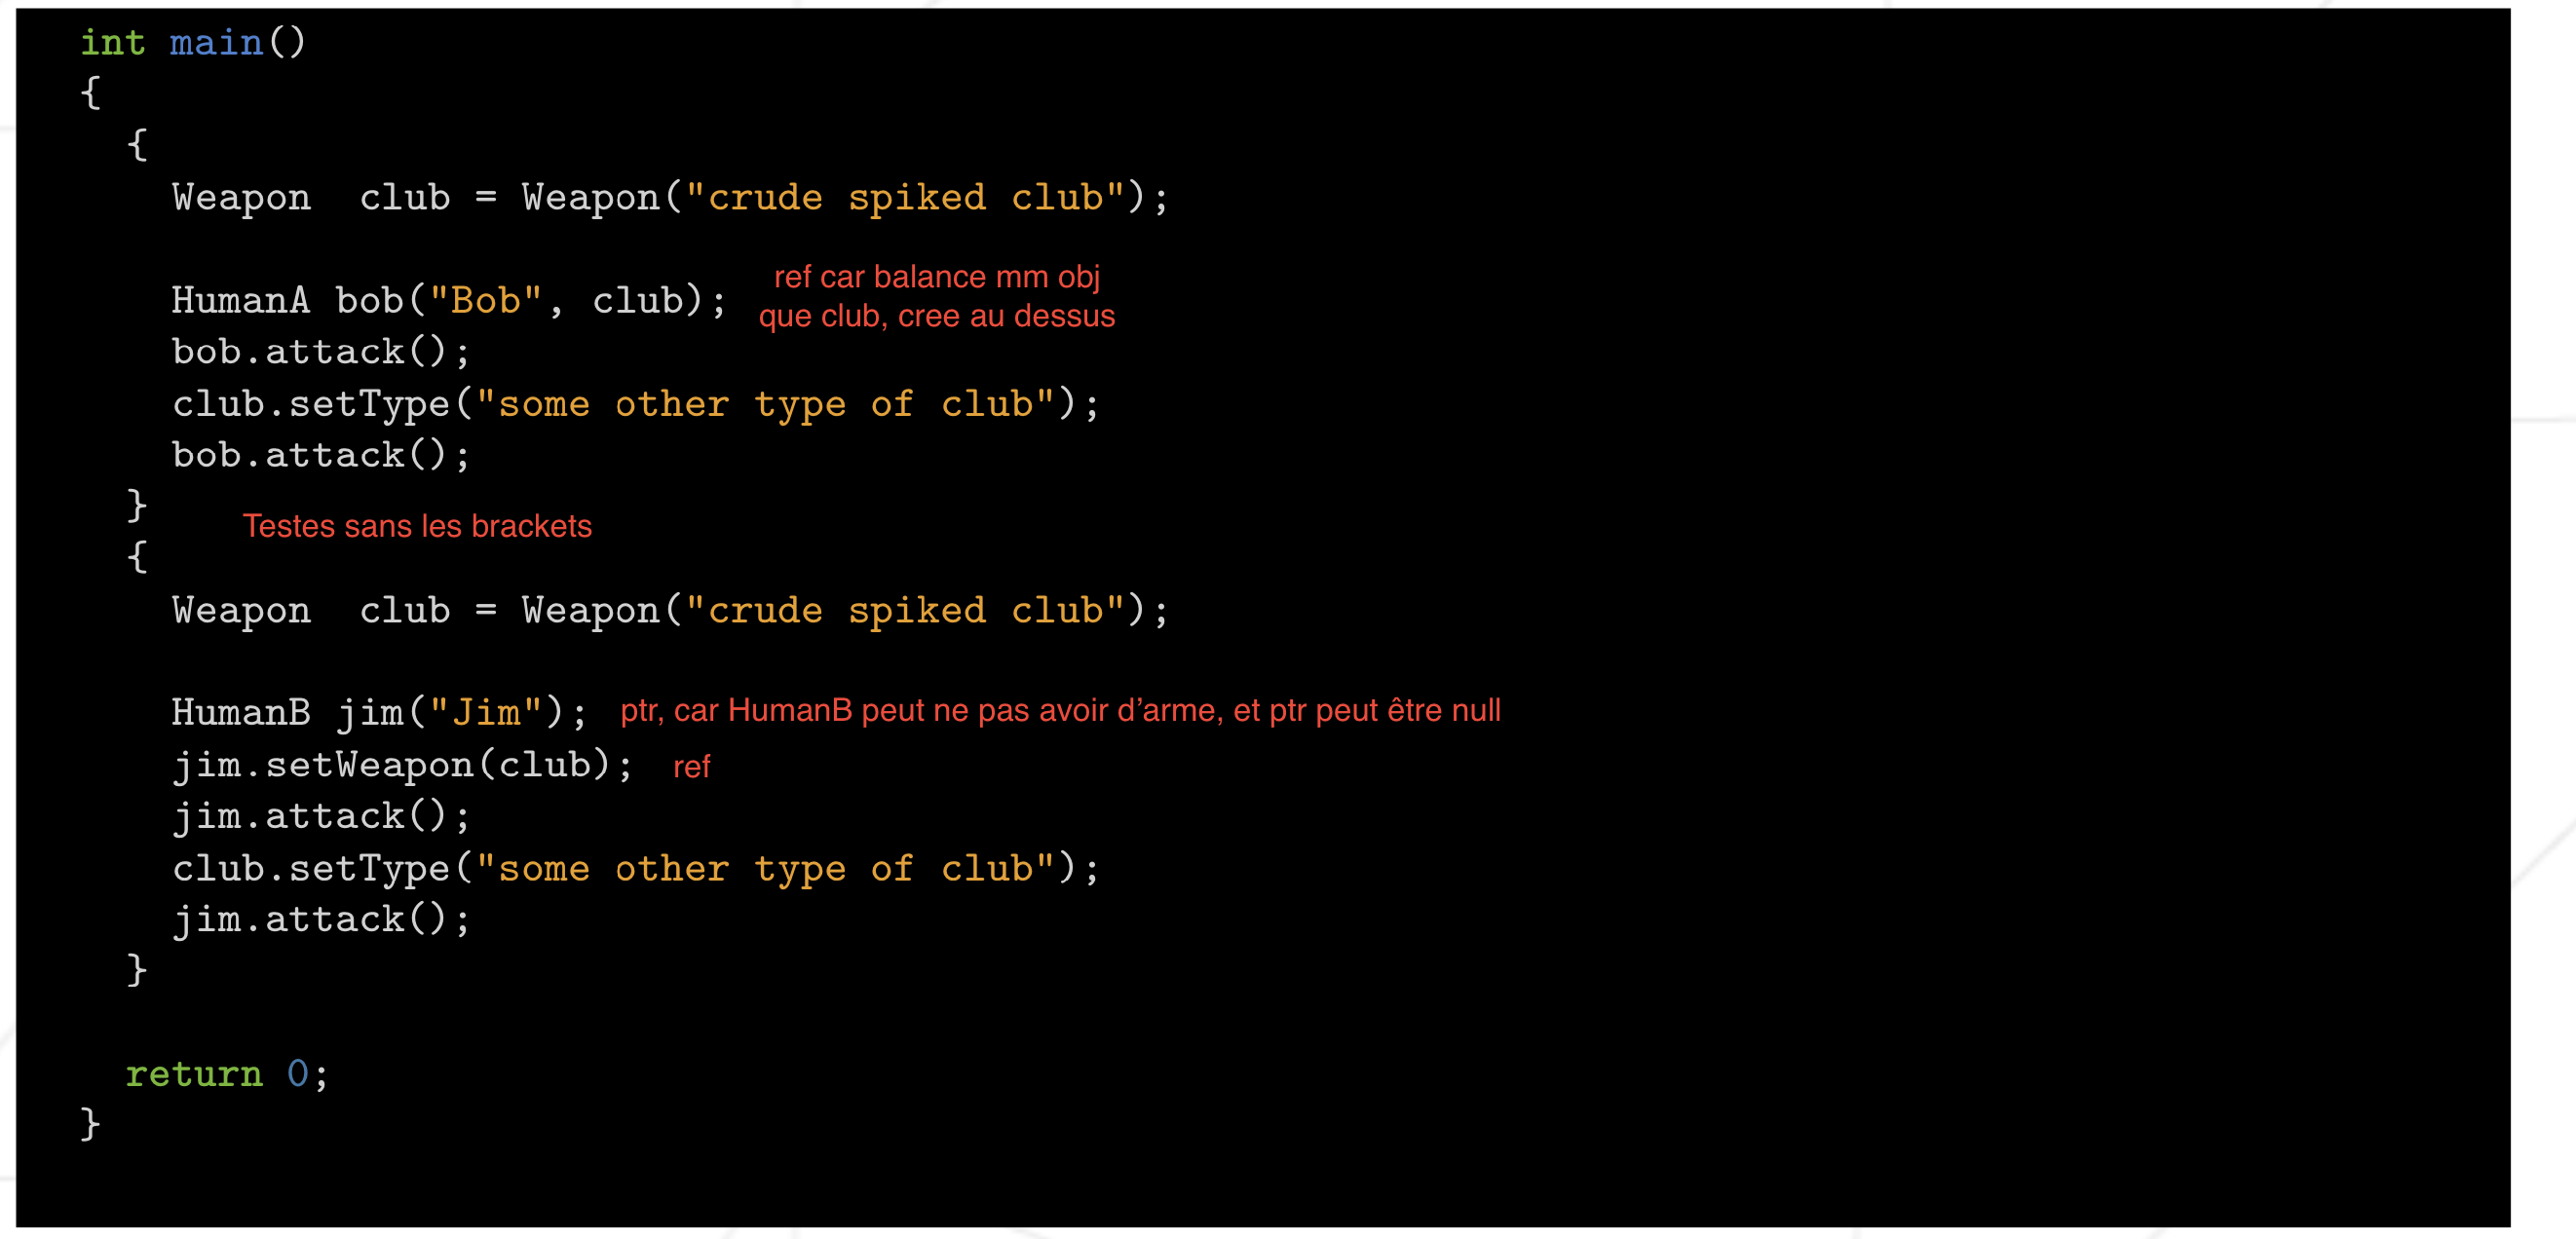 int main()
{
{
Weapon  club = Weapon("crude spiked club");
ref car balance mm obj
HumanA bob("Bob", club);
que club, cree au dessus
bob.attack();
club.setType("some other type of club");
bob.attack();
}
Testes sans les brackets
{
Weapon  club = Weapon("crude spiked club");
HumanB jim("Jim"); ptr, car HumanB peut ne pas avoir d’arme, et ptr peut être null
jim.setWeapon(club); ref
jim.attack();
club.setType("some other type of club");
jim.attack();
}
return 0;
}